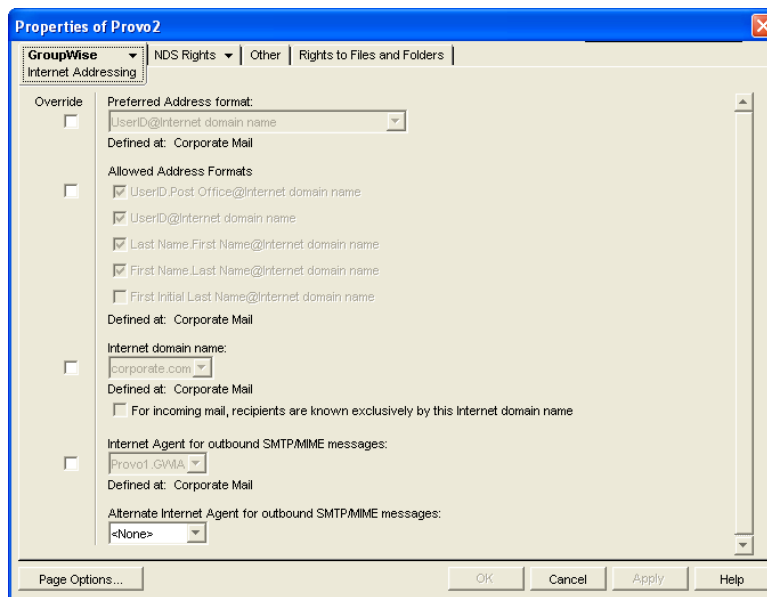 Properties of Provo2
GroupWise NDS Rights Other Rights to Files and Folders
Internet Addressing
Override Preferred Address format:
UserID@Internet domain name
Defined at: Corporate Mail
Allowed Address Formats
UserID.Post Office@Internet domain name
UserID@Internet domain name
Last Name.First Name@Internet domain name
First Name.Last Name@Internet domain name
First Initial Last Name@Internet domain name
Defined at: Corporate Mail
Internet domain name:
corporate.com
Defined at: Corporate Mail
For incoming mail, recipients are known exclusively by this Internet domain name
Internet Agent for outbound SMTP/MIME messages:
Provo1.GWIA
Defined at: Corporate Mail
Alternate Internet Agent for outbound SMTP/MIME messages:
<None>
Page Options... OK Cancel Apply Help